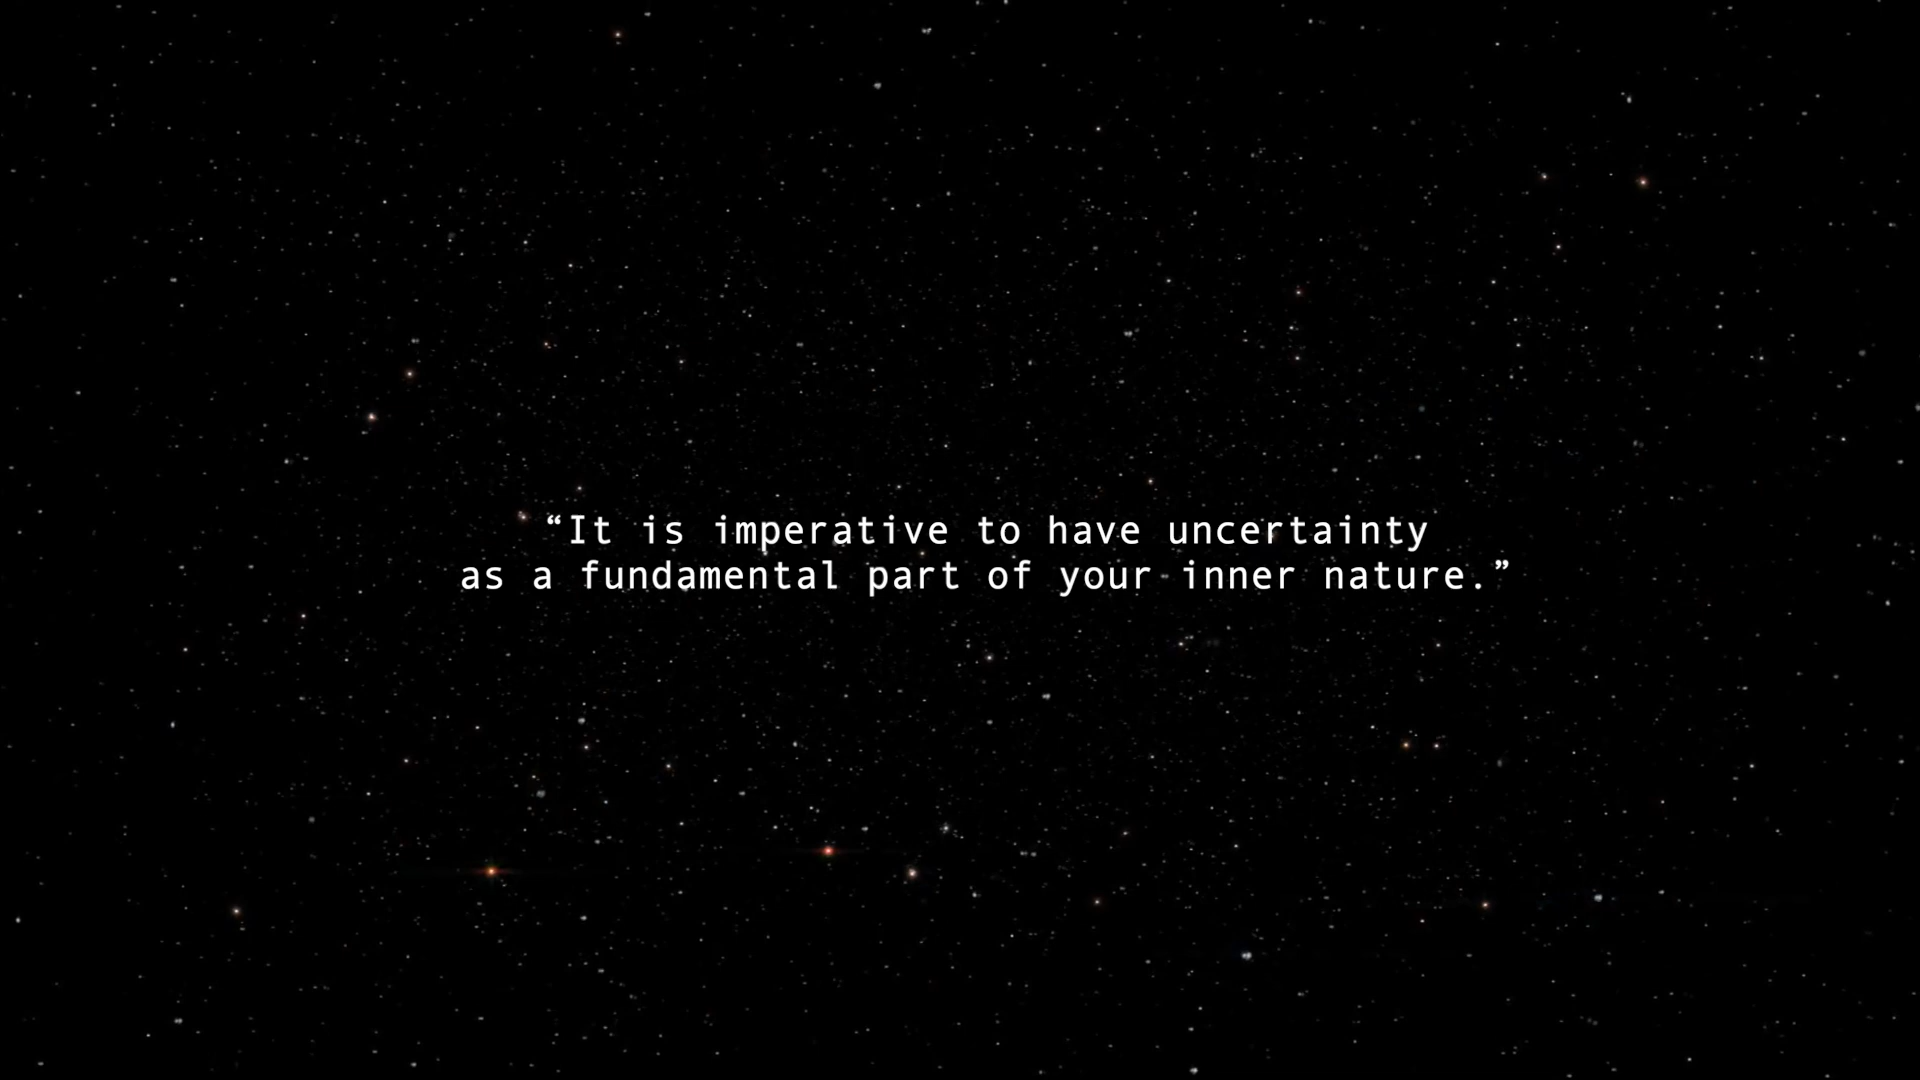 “It is imperative to have uncertainty
as a fundamental part of your inner nature.”